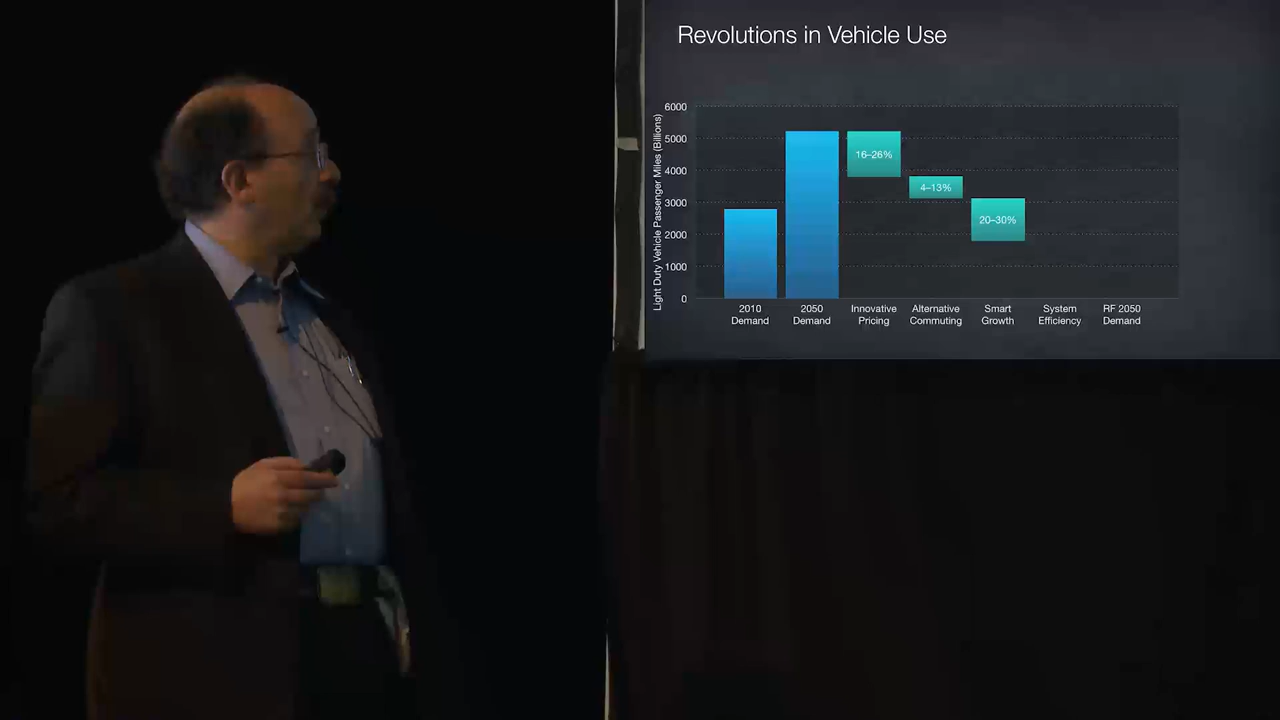 Revolutions in Vehicle Use
Light Duty Vehicle Passenger Miles (Billions)
6000
5000
4000
3000
2000
1000
0
16–26%
4–13%
20–30%
2010
Demand
2050
Demand
Innovative
Pricing
Alternative
Commuting
Smart
Growth
System
Efficiency
RF 2050
Demand